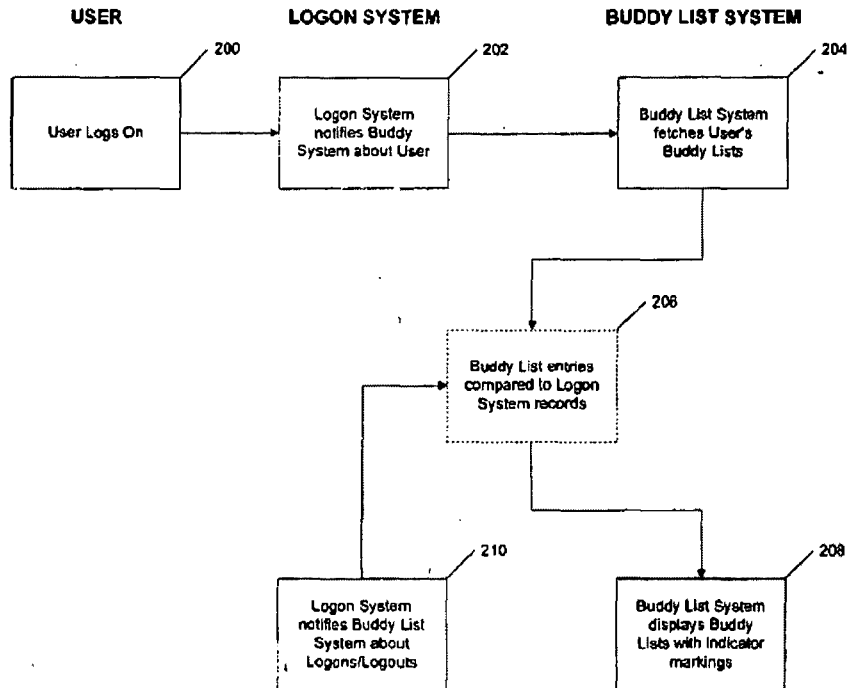 USER
LOGON SYSTEM
BUDDY LIST SYSTEM
200
202
204
User Logs On
Logon System
notifies Buddy
System about User
Buddy List System
fetches User's
Buddy Lists
206
Buddy List entries
compared to Logon
System records
210
208
Logon System
notifies Buddy List
System about
Logons/Logouts
Buddy List System
displays Buddy
Lists with Indicator
markings